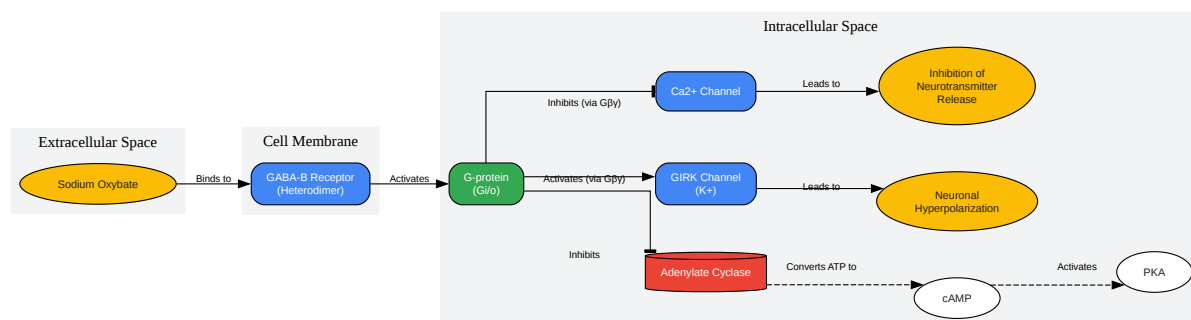 Intracellular Space
Extracellular Space
Cell Membrane
Sodium Oxybate
Binds to
GABA-B Receptor
(Heterodimer)
Activates
G-protein
(Gi/o)
Inhibits (via Gβγ)
Ca2+ Channel
Leads to
Inhibition of
Neurotransmitter
Release
Activates (via Gβγ)
GIRK Channel
(K+)
Leads to
Neuronal
Hyperpolarization
Inhibits
Adenylate Cyclase
Converts ATP to
cAMP
Activates
PKA